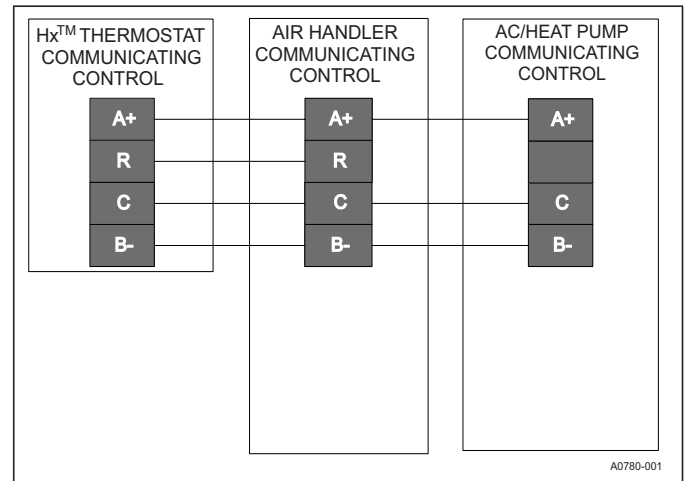 Hx™ THERMOSTAT
COMMUNICATING
CONTROL
A+
R
C
B-
AIR HANDLER
COMMUNICATING
CONTROL
A+
R
C
B-
AC/HEAT PUMP
COMMUNICATING
CONTROL
A+
C
B-
A0780-001